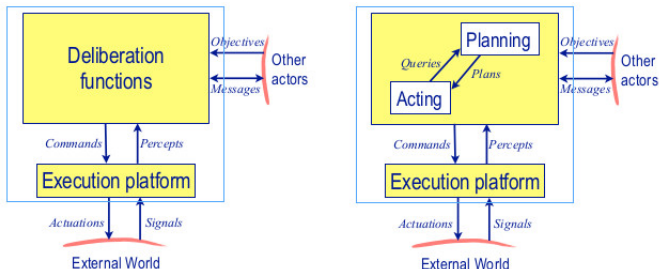 Deliberation
functions
Objectives
Messages
Other
actors
Commands
Percepts
Execution platform
Actuations
Signals
External World
Planning
Queries
Plans
Acting
Objectives
Messages
Other
actors
Commands
Percepts
Execution platform
Actuations
Signals
External World